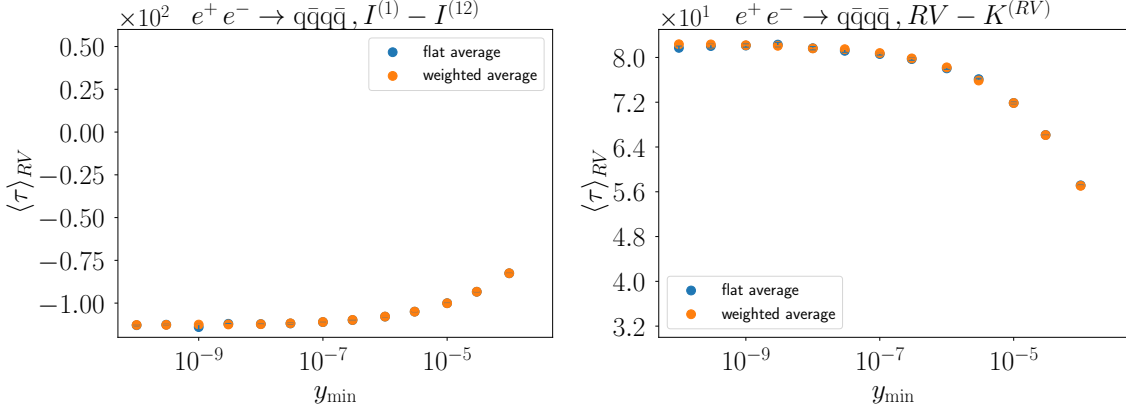 ×10² e⁺ e⁻ → qq̄qq̄ , I⁽¹⁾ − I⁽¹²⁾
0.50
0.25
0.00
−0.25
−0.50
−0.75
−1.00
⟨τ⟩_RV
flat average
weighted average
10⁻⁹
10⁻⁷
10⁻⁵
y_min
×10¹ e⁺ e⁻ → qq̄qq̄ , RV − K⁽ᴿⱽ⁾
8.0
7.2
6.4
5.6
4.8
4.0
3.2
⟨τ⟩_RV
flat average
weighted average
10⁻⁹
10⁻⁷
10⁻⁵
y_min